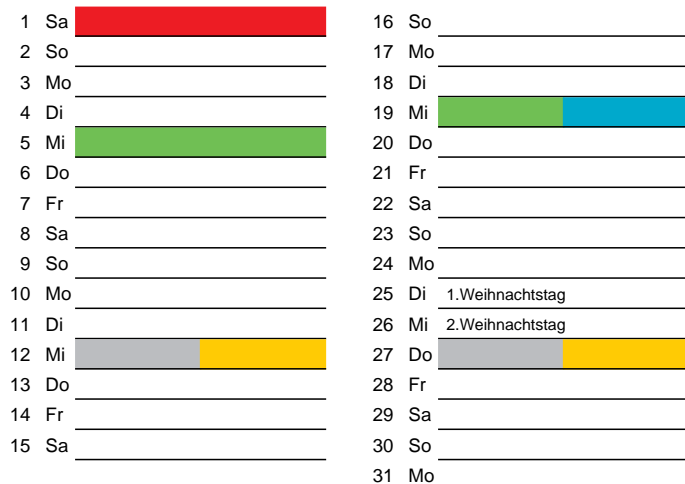 1 Sa
2 So
3 Mo
4 Di
5 Mi
6 Do
7 Fr
8 Sa
9 So
10 Mo
11 Di
12 Mi
13 Do
14 Fr
15 Sa
16 So
17 Mo
18 Di
19 Mi
20 Do
21 Fr
22 Sa
23 So
24 Mo
25 Di 1.Weihnachtstag
26 Mi 2.Weihnachtstag
27 Do
28 Fr
29 Sa
30 So
31 Mo